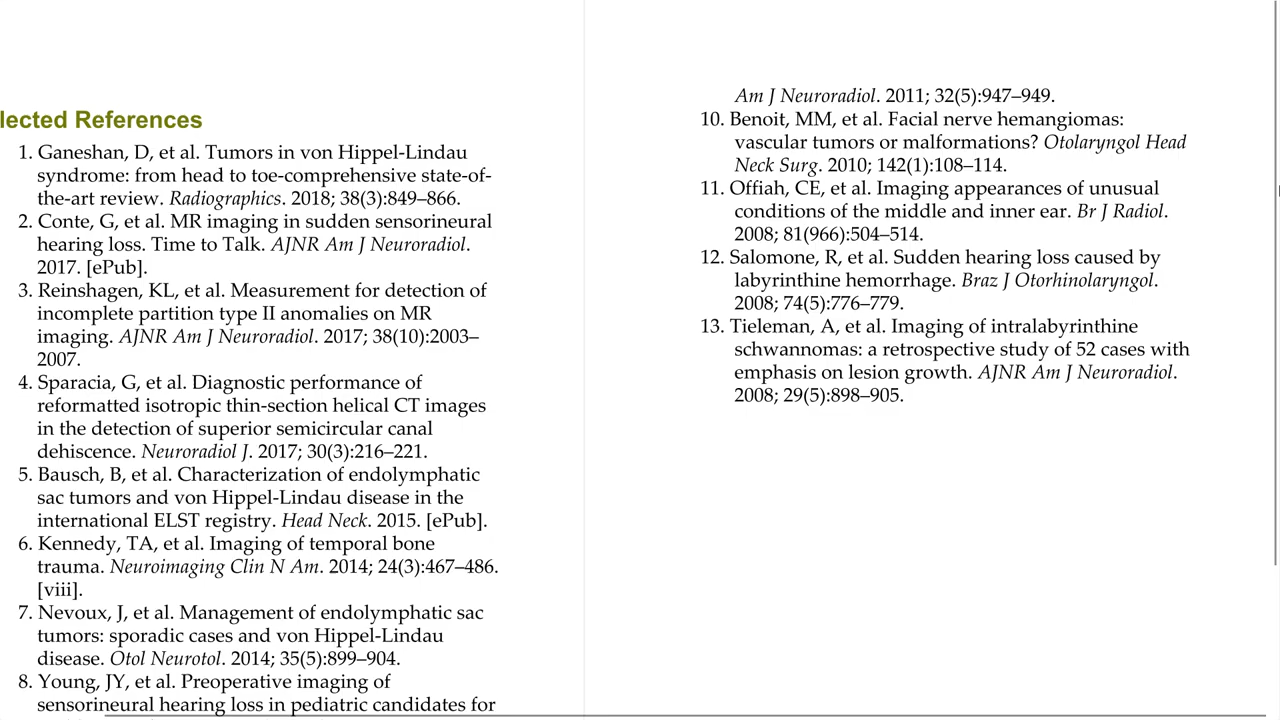 lected References
1. Ganeshan, D, et al. Tumors in von Hippel-Lindau
syndrome: from head to toe-comprehensive state-of-
the-art review. Radiographics. 2018; 38(3):849–866.
2. Conte, G, et al. MR imaging in sudden sensorineural
hearing loss. Time to Talk. AJNR Am J Neuroradiol.
2017. [ePub].
3. Reinshagen, KL, et al. Measurement for detection of
incomplete partition type II anomalies on MR
imaging. AJNR Am J Neuroradiol. 2017; 38(10):2003–
2007.
4. Sparacia, G, et al. Diagnostic performance of
reformatted isotropic thin-section helical CT images
in the detection of superior semicircular canal
dehiscence. Neuroradiol J. 2017; 30(3):216–221.
5. Bausch, B, et al. Characterization of endolymphatic
sac tumors and von Hippel-Lindau disease in the
international ELST registry. Head Neck. 2015. [ePub].
6. Kennedy, TA, et al. Imaging of temporal bone
trauma. Neuroimaging Clin N Am. 2014; 24(3):467–486.
[viii].
7. Nevoux, J, et al. Management of endolymphatic sac
tumors: sporadic cases and von Hippel-Lindau
disease. Otol Neurotol. 2014; 35(5):899–904.
8. Young, JY, et al. Preoperative imaging of
sensorineural hearing loss in pediatric candidates for
Am J Neuroradiol. 2011; 32(5):947–949.
10. Benoit, MM, et al. Facial nerve hemangiomas:
vascular tumors or malformations? Otolaryngol Head
Neck Surg. 2010; 142(1):108–114.
11. Offiah, CE, et al. Imaging appearances of unusual
conditions of the middle and inner ear. Br J Radiol.
2008; 81(966):504–514.
12. Salomone, R, et al. Sudden hearing loss caused by
labyrinthine hemorrhage. Braz J Otorhinolaryngol.
2008; 74(5):776–779.
13. Tieleman, A, et al. Imaging of intralabyrinthine
schwannomas: a retrospective study of 52 cases with
emphasis on lesion growth. AJNR Am J Neuroradiol.
2008; 29(5):898–905.